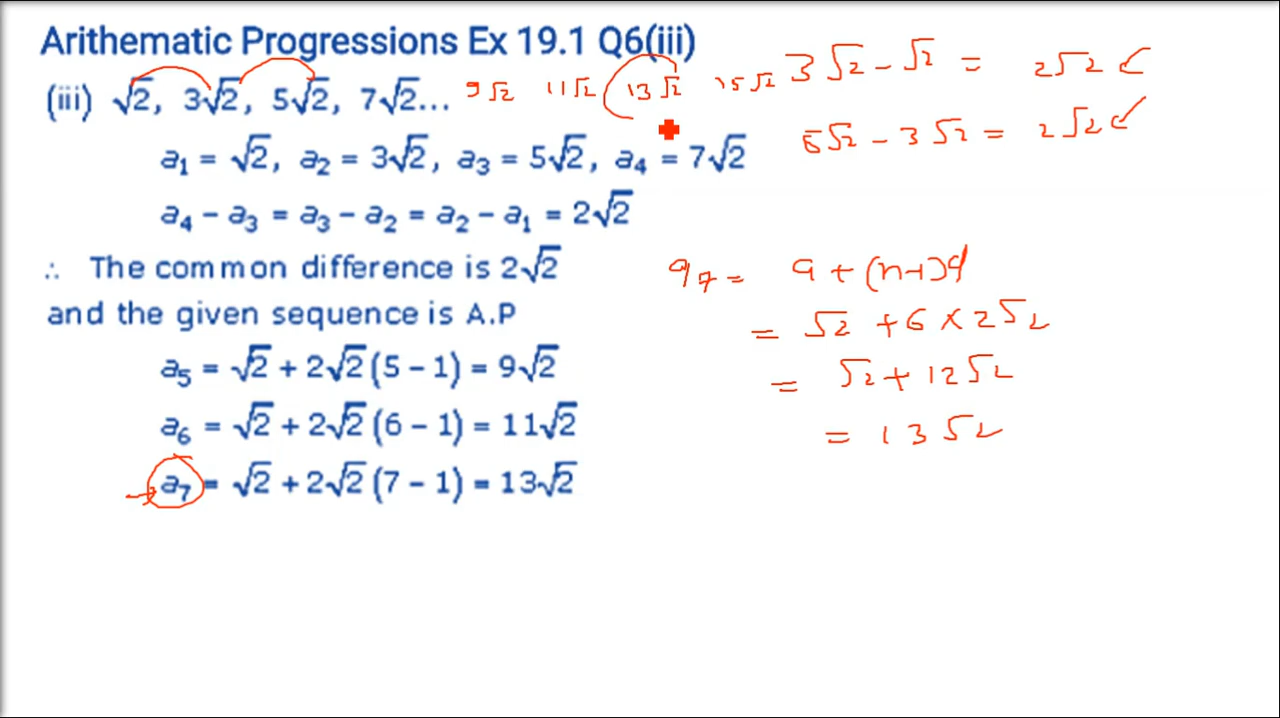 Arithematic Progressions Ex 19.1 Q6(iii)
(iii) √2, 3√2, 5√2, 7√2... 9√2 11√2 13√2 15√2
3√2 - √2 = 2√2
5√2 - 3√2 = 2√2
a₁ = √2, a₂ = 3√2, a₃ = 5√2, a₄ = 7√2
a₄ - a₃ = a₃ - a₂ = a₂ - a₁ = 2√2
∴ The common difference is 2√2
and the given sequence is A.P
a₅ = √2 + 2√2(5 - 1) = 9√2
a₆ = √2 + 2√2(6 - 1) = 11√2
a₇ = √2 + 2√2(7 - 1) = 13√2
a₇ = a + (n-1)d
= √2 + 6 × 2√2
= √2 + 12√2
= 13√2